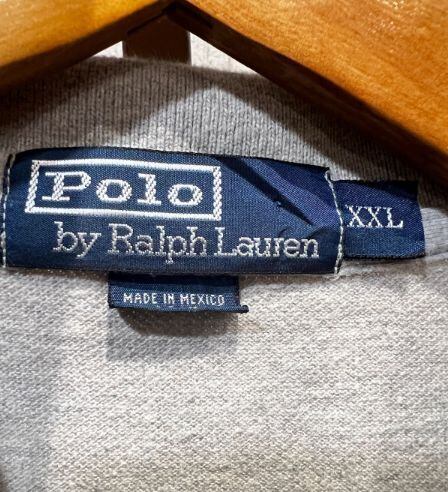 Polo
by Ralph Lauren
XXL
MADE IN MEXICO